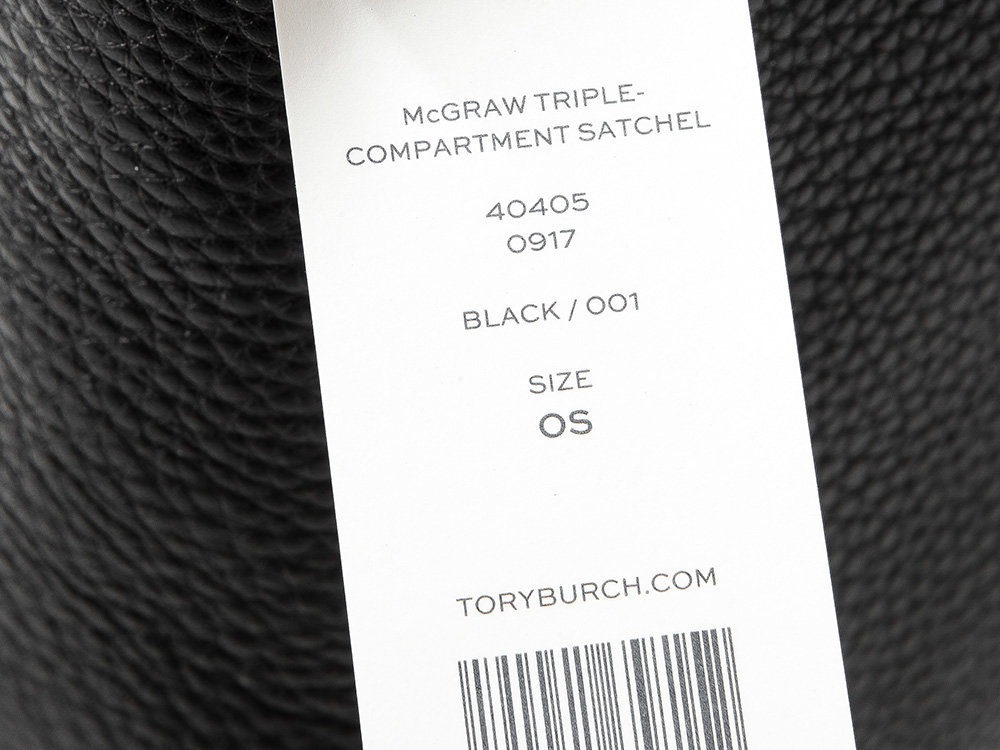 McGRAW TRIPLE-
COMPARTMENT SATCHEL
40405
0917
BLACK / 001
SIZE
OS
TORYBURCH.COM